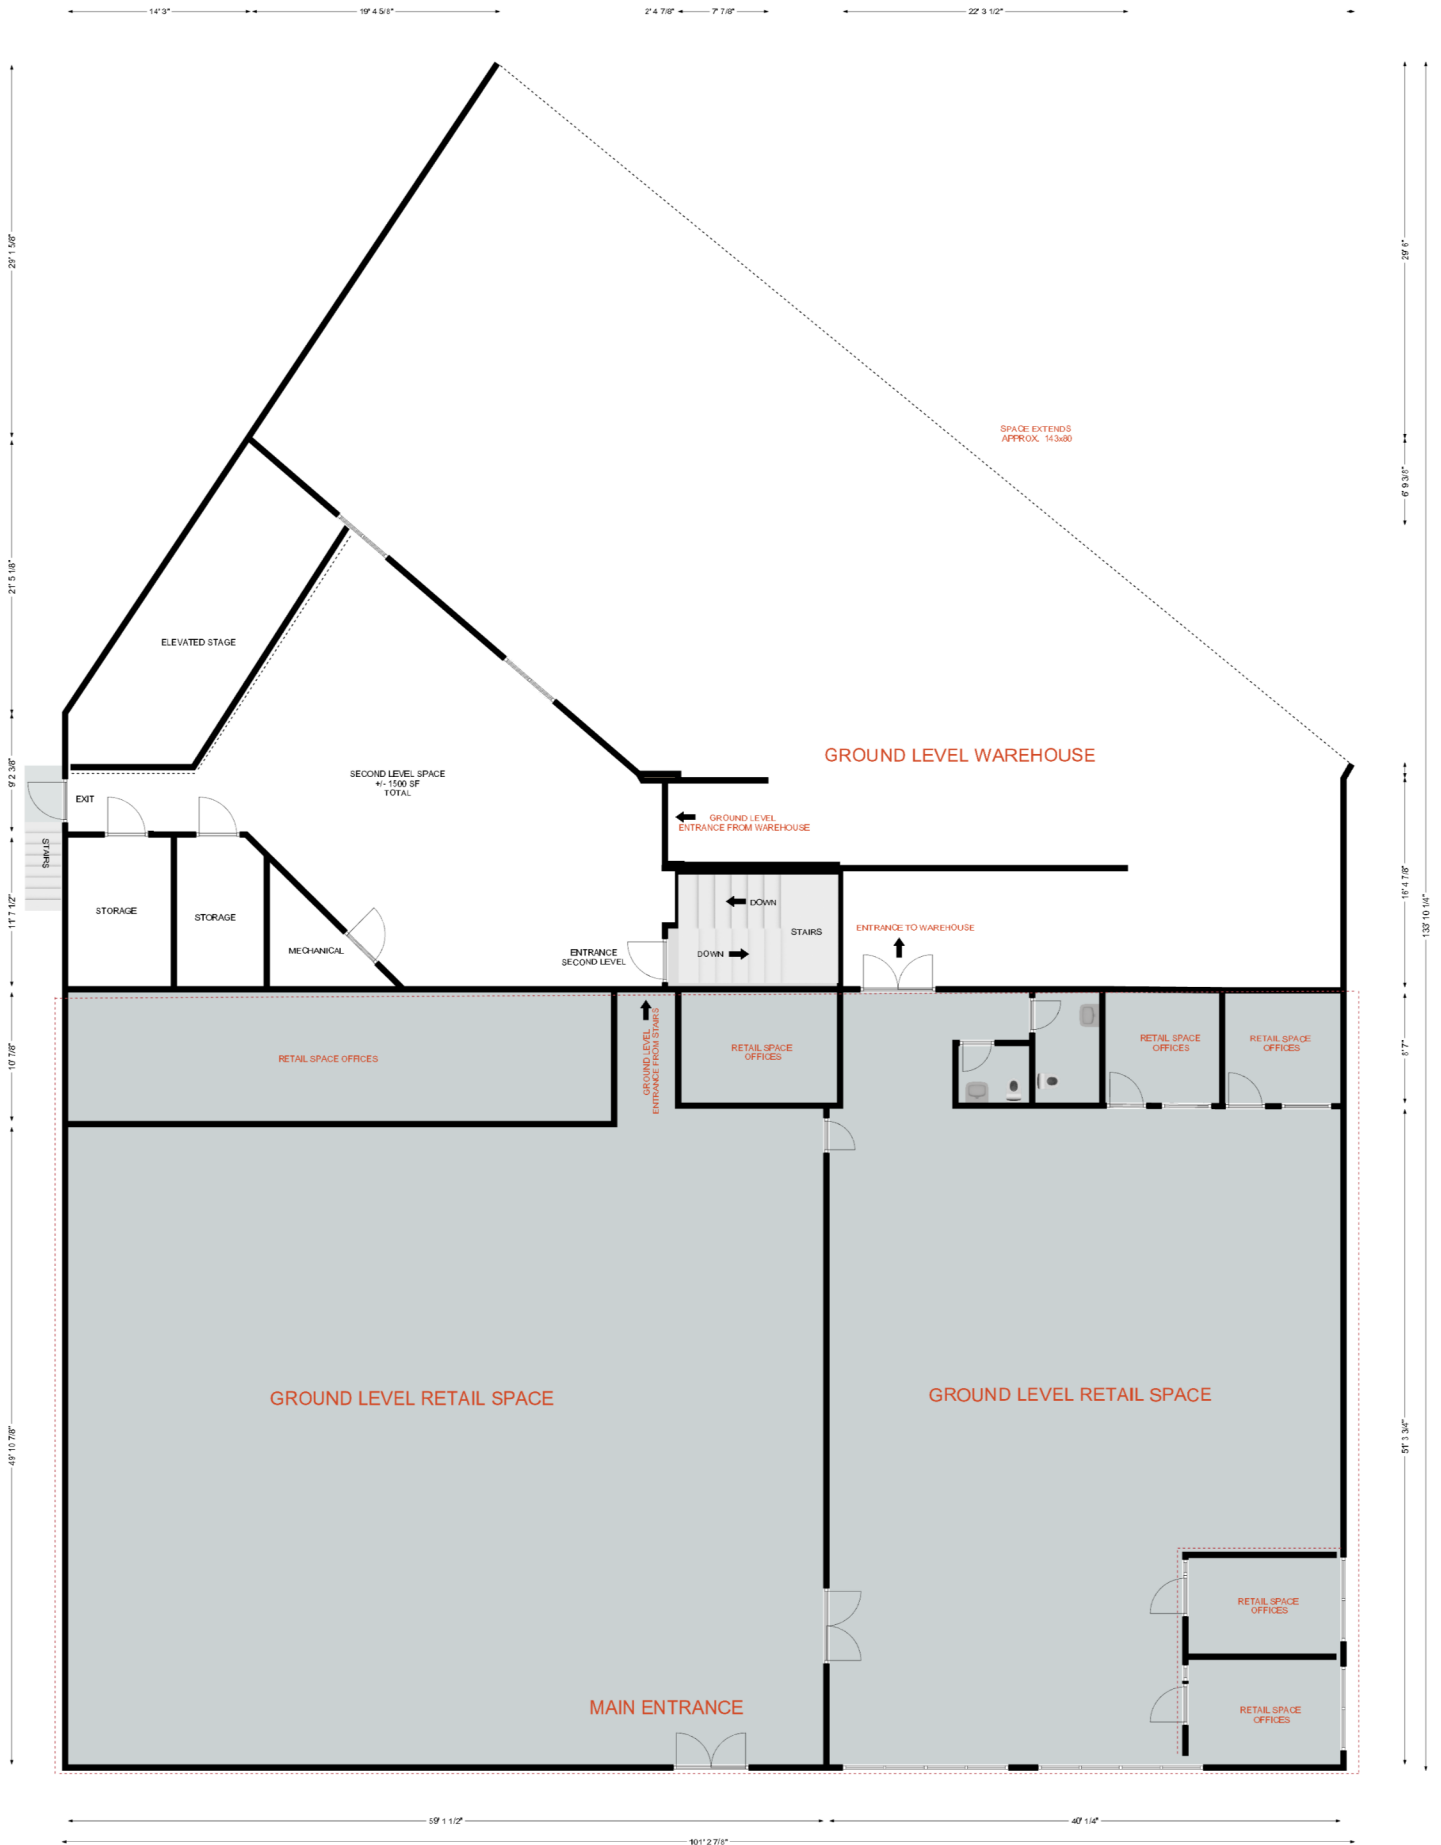 14' 3"
19' 4 5/8"
2' 4 7/8"
7' 7/8"
22' 3 1/2"
29' 1 5/8"
29' 6"
SPACE EXTENDS
APPROX. 143x80
6' 9 3/8"
21' 5 1/8"
ELEVATED STAGE
GROUND LEVEL WAREHOUSE
9' 2 3/8"
SECOND LEVEL SPACE
+/- 1500 SF
TOTAL
EXIT
GROUND LEVEL
ENTRANCE FROM WAREHOUSE
STAIRS
16' 4 7/8"
133' 10 1/4"
11' 7 1/2"
STORAGE
STORAGE
MECHANICAL
ENTRANCE
SECOND LEVEL
DOWN
STAIRS
DOWN
ENTRANCE TO WAREHOUSE
10' 7/8"
RETAIL SPACE OFFICES
GROUND LEVEL
ENTRANCE FROM STAIRS
RETAIL SPACE
OFFICES
RETAIL SPACE
OFFICES
RETAIL SPACE
OFFICES
8' 7"
GROUND LEVEL RETAIL SPACE
GROUND LEVEL RETAIL SPACE
49' 10 7/8"
51' 3 3/4"
RETAIL SPACE
OFFICES
MAIN ENTRANCE
RETAIL SPACE
OFFICES
59' 1 1/2"
40' 1/4"
101' 2 7/8"